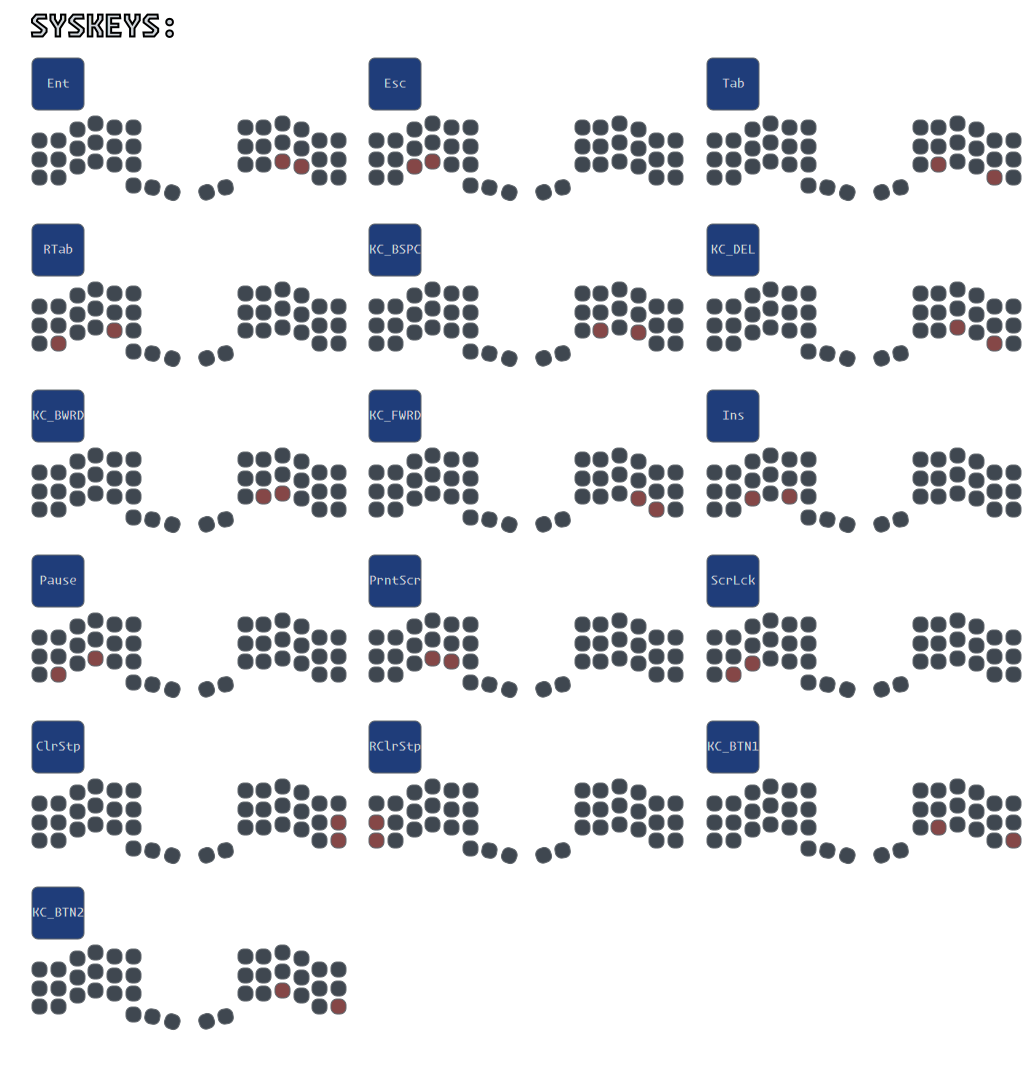 SYSKEYS:
Ent
Esc
Tab
RTab
KC_BSPC
KC_DEL
KC_BWRD
KC_FWRD
Ins
Pause
PrntScr
ScrLck
ClrStp
RClrStp
KC_BTN1
KC_BTN2